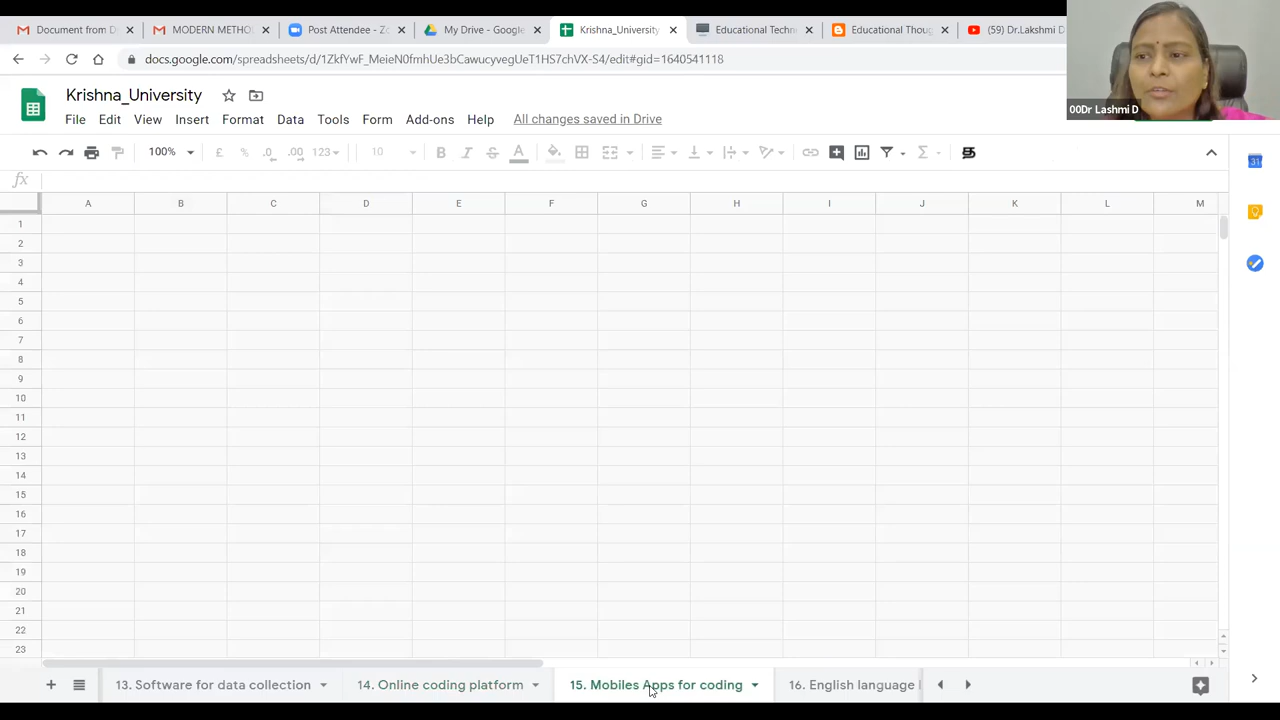 Document from D
MODERN METHO
Post Attendee - Zo
My Drive - Google
Krishna_University
Educational Techn
Educational Thoug
(59) Dr.Lakshmi D
docs.google.com/spreadsheets/d/1ZkfYwF_MeieN0fmhUe3bCawucyvegUeT1HS7chVX-S4/edit#gid=1640541118
00Dr Lashmi D
Krishna_University
File Edit View Insert Format Data Tools Form Add-ons Help All changes saved in Drive
100% £ % .0 .00 123 10 B I S A Σ
31
fx
A B C D E F G H I J K L M
1
2
3
4
5
6
7
8
9
10
11
12
13
14
15
16
17
18
19
20
21
22
23
13. Software for data collection
14. Online coding platform
15. Mobiles Apps for coding
16. English language